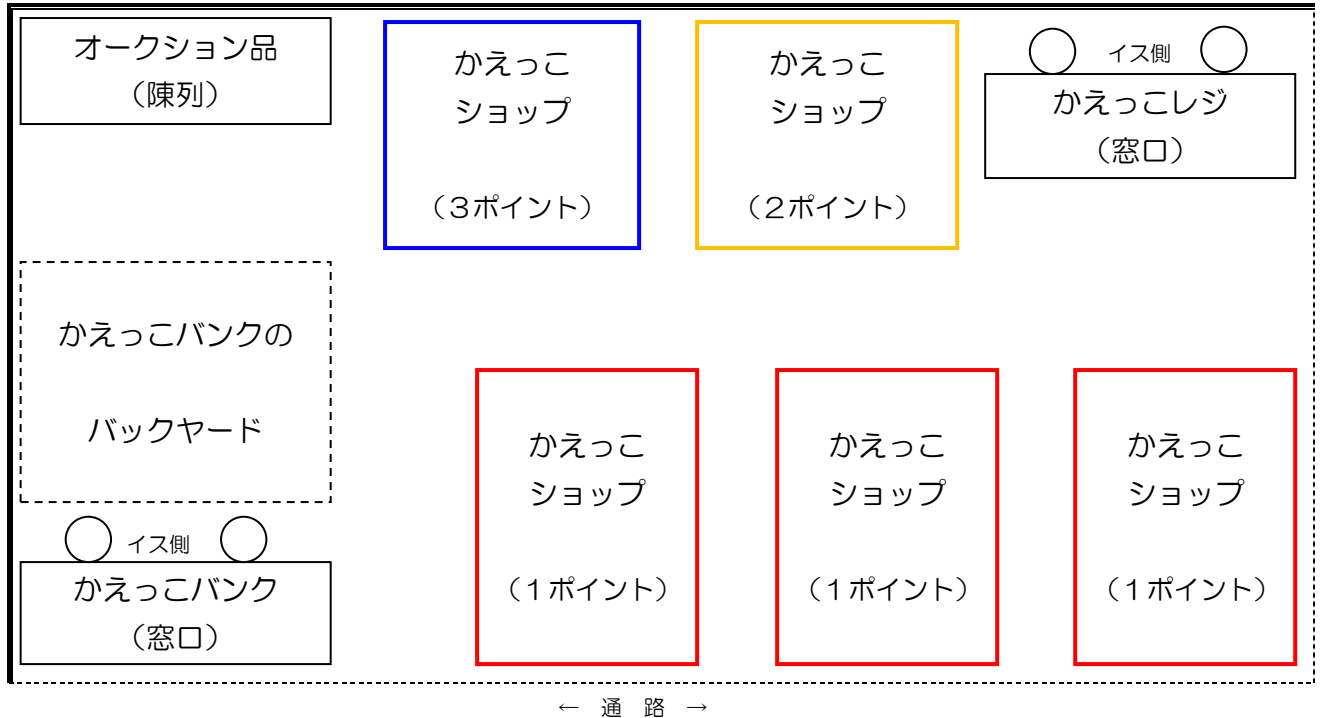 オークション品
（陳列）
かえっこ
ショップ
（３ポイント）
かえっこ
ショップ
（２ポイント）
イス側
かえっこレジ
（窓口）
かえっこバンクの
バックヤード
イス側
かえっこバンク
（窓口）
かえっこ
ショップ
（１ポイント）
かえっこ
ショップ
（１ポイント）
かえっこ
ショップ
（１ポイント）
← 通 路 →